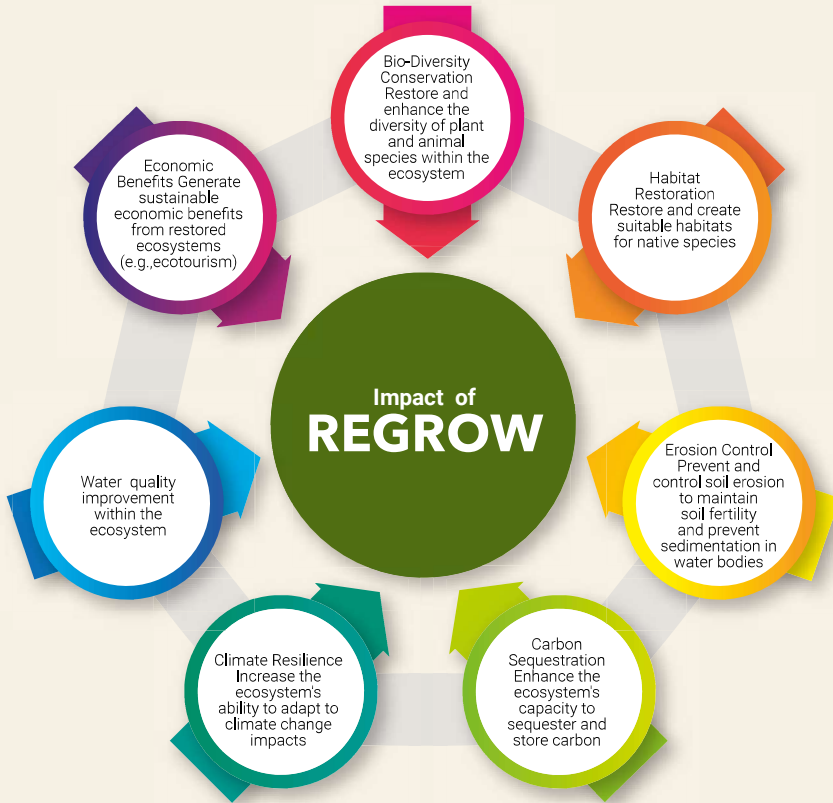 Bio-Diversity
Conservation
Restore and
enhance the
diversity of plant
and animal
species within the
ecosystem
Habitat
Restoration
Restore and create
suitable habitats
for native species
Erosion Control
Prevent and
control soil erosion
to maintain
soil fertility
and prevent
sedimentation in
water bodies
Carbon
Sequestration
Enhance the
ecosystem's
capacity to
sequester and
store carbon
Climate Resilience
Increase the
ecosystem's
ability to adapt to
climate change
impacts
Water quality
improvement
within the
ecosystem
Economic
Benefits Generate
sustainable
economic benefits
from restored
ecosystems
(e.g.,ecotourism)
Impact of
REGROW